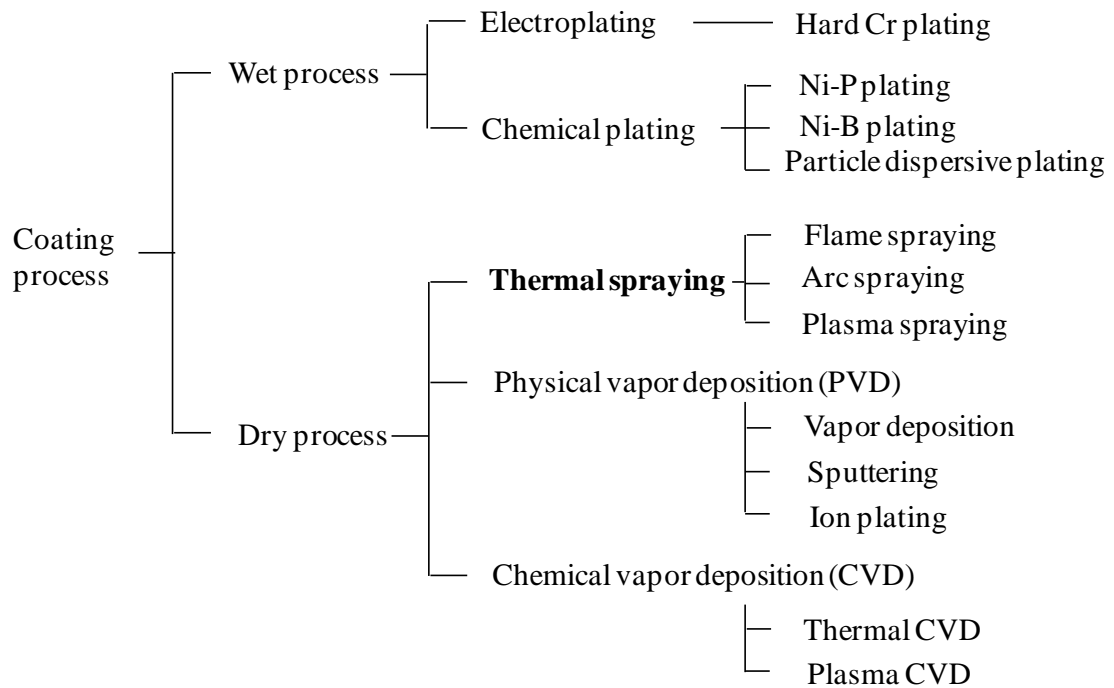 Electroplating
Hard Cr plating
Wet process
Ni-P plating
Chemical plating
Ni-B plating
Particle dispersive plating
Coating
process
Flame spraying
Thermal spraying
Arc spraying
Plasma spraying
Physical vapor deposition (PVD)
Dry process
Vapor deposition
Sputtering
Ion plating
Chemical vapor deposition (CVD)
Thermal CVD
Plasma CVD